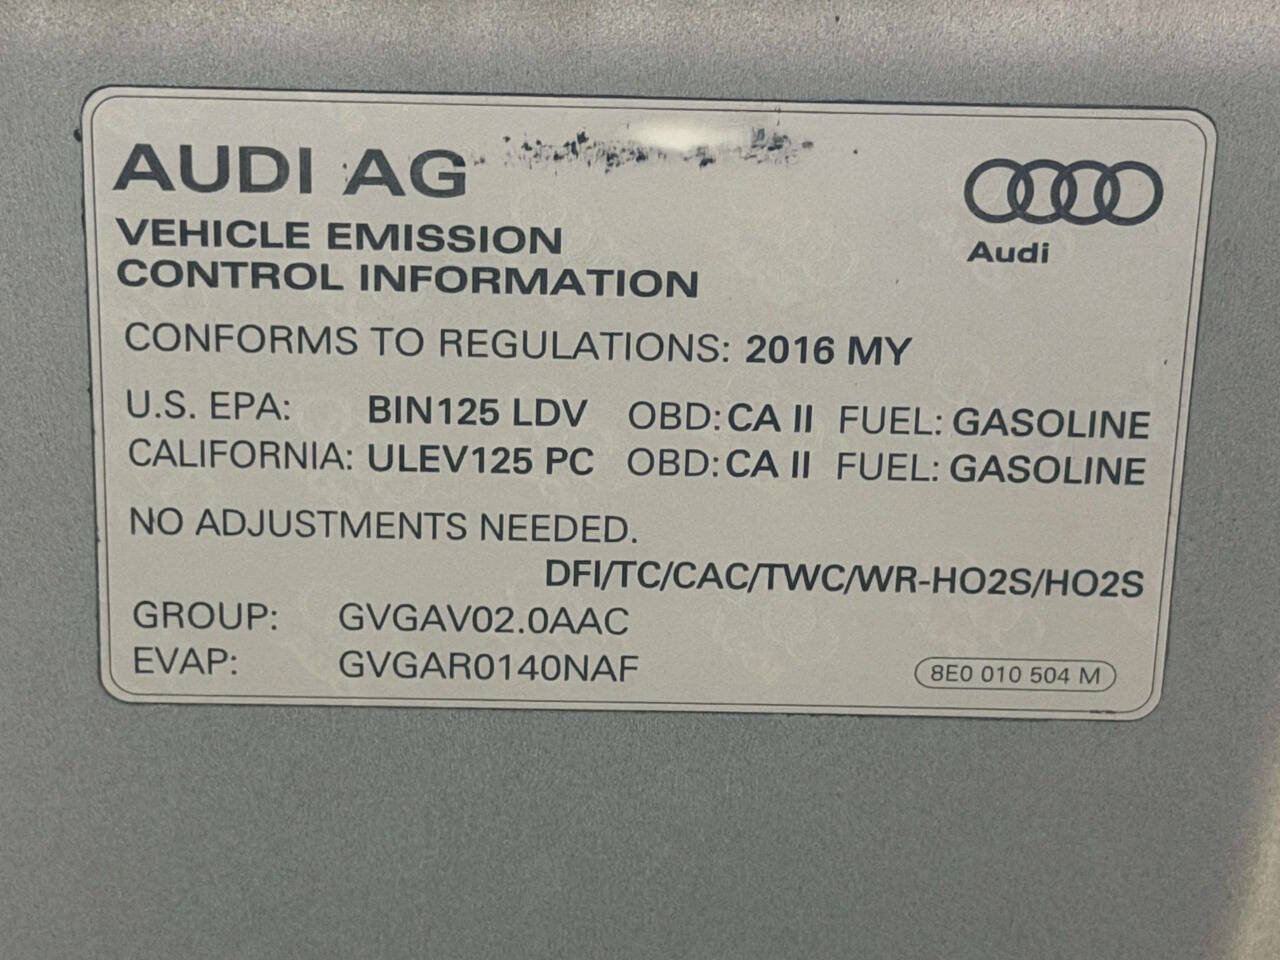 AUDI AG
Audi
VEHICLE EMISSION
CONTROL INFORMATION
CONFORMS TO REGULATIONS: 2016 MY
U.S. EPA: BIN125 LDV OBD: CA II FUEL: GASOLINE
CALIFORNIA: ULEV125 PC OBD: CA II FUEL: GASOLINE
NO ADJUSTMENTS NEEDED.
DFI/TC/CAC/TWC/WR-HO2S/HO2S
GROUP: GVGAV02.0AAC
EVAP: GVGAR0140NAF
8E0 010 504 M